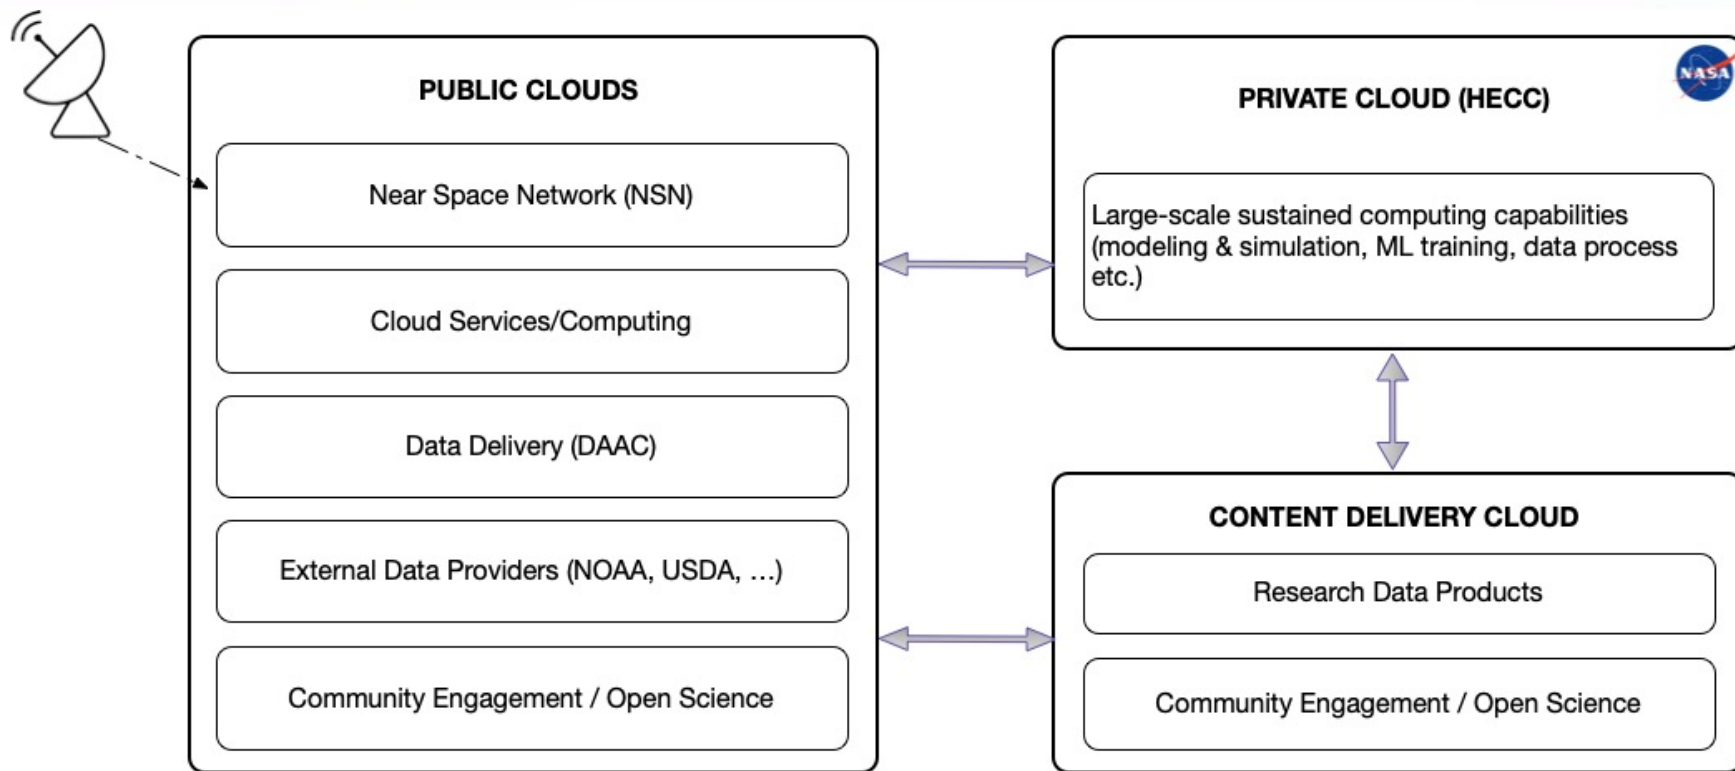 PUBLIC CLOUDS
Near Space Network (NSN)
Cloud Services/Computing
Data Delivery (DAAC)
External Data Providers (NOAA, USDA, …)
Community Engagement / Open Science
PRIVATE CLOUD (HECC)
NASA
Large-scale sustained computing capabilities
(modeling & simulation, ML training, data process
etc.)
CONTENT DELIVERY CLOUD
Research Data Products
Community Engagement / Open Science